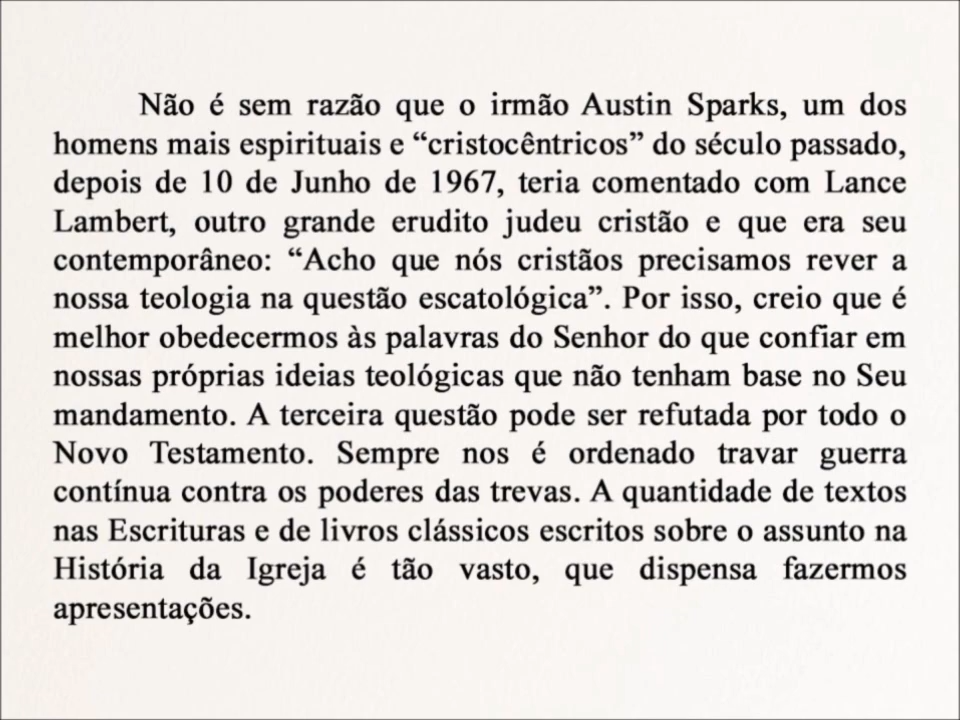 Não é sem razão que o irmão Austin Sparks, um dos
homens mais espirituais e “cristocêntricos” do século passado,
depois de 10 de Junho de 1967, teria comentado com Lance
Lambert, outro grande erudito judeu cristão e que era seu
contemporâneo: “Acho que nós cristãos precisamos rever a
nossa teologia na questão escatológica”. Por isso, creio que é
melhor obedecermos às palavras do Senhor do que confiar em
nossas próprias ideias teológicas que não tenham base no Seu
mandamento. A terceira questão pode ser refutada por todo o
Novo Testamento. Sempre nos é ordenado travar guerra
contínua contra os poderes das trevas. A quantidade de textos
nas Escrituras e de livros clássicos escritos sobre o assunto na
História da Igreja é tão vasto, que dispensa fazermos
apresentações.